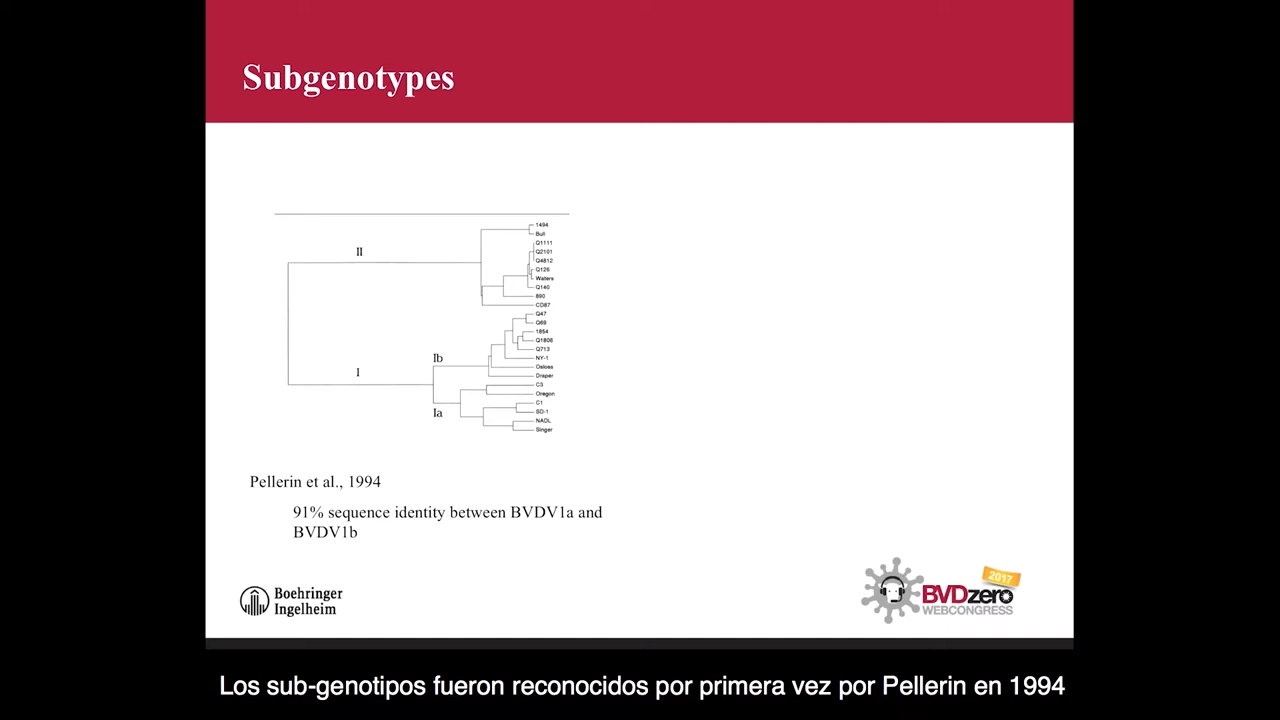 Subgenotypes
1494
Bull
Q1111
II
Q2101
Q4812
Q126
Waters
Q140
890
CD87
Q47
Q69
1854
Q1808
Q713
Ib
NY-1
Osloss
I
Draper
C3
Oregon
C1
Ia
SD-1
NADL
Singer
Pellerin et al., 1994
91% sequence identity between BVDV1a and
BVDV1b
Boehringer
Ingelheim
2017
BVDzero
WEBCONGRESS
Los sub-genotipos fueron reconocidos por primera vez por Pellerin en 1994